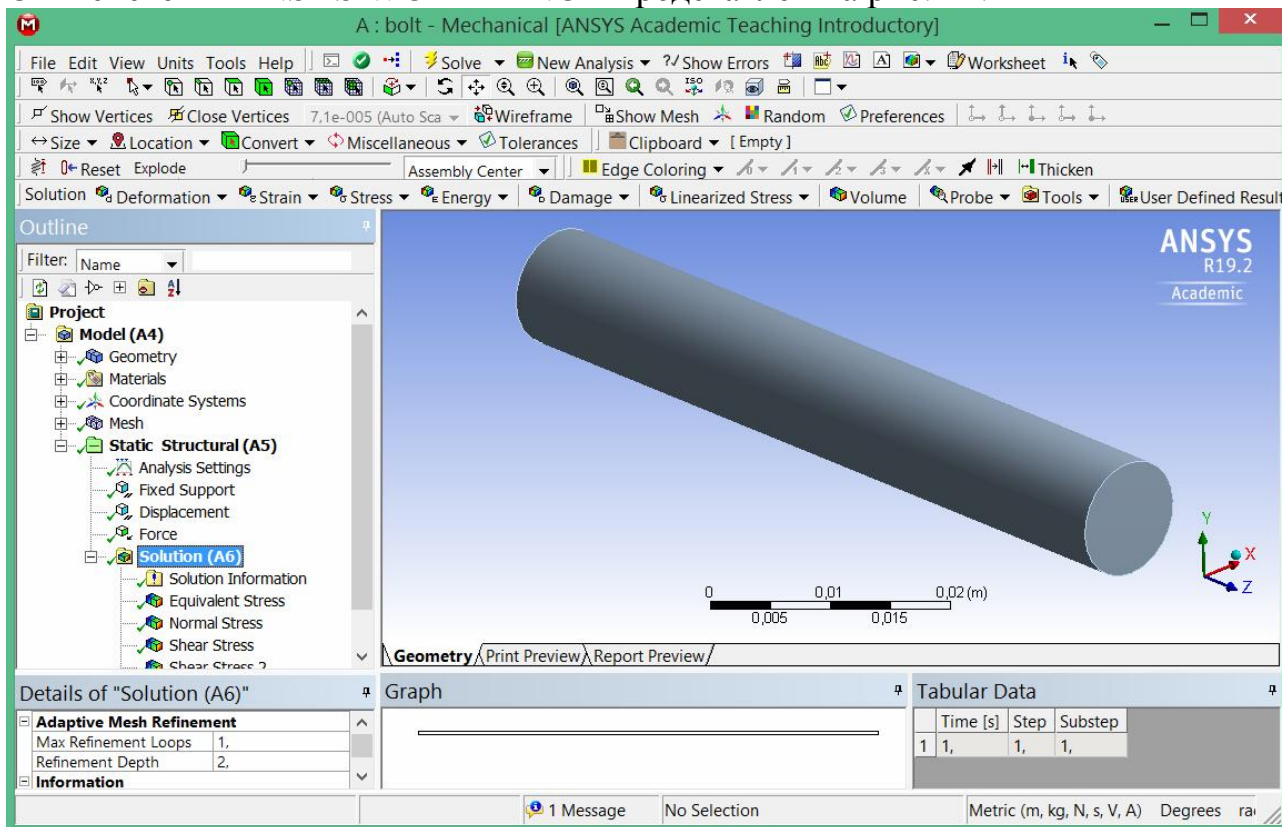 A : bolt - Mechanical [ANSYS Academic Teaching Introductory]
File Edit View Units Tools Help Solve New Analysis Show Errors Worksheet
Show Vertices Close Vertices 7,1e-005 (Auto Sca Wireframe Show Mesh Random Preferences
Size Location Convert Miscellaneous Tolerances Clipboard [ Empty ]
Reset Explode Assembly Center Edge Coloring Thicken
Solution Deformation Strain Stress Energy Damage Linearized Stress Volume Probe Tools User Defined Result
Outline
Filter: Name
Project
Model (A4)
Geometry
Materials
Coordinate Systems
Mesh
Static Structural (A5)
Analysis Settings
Fixed Support
Displacement
Force
Solution (A6)
Solution Information
Equivalent Stress
Normal Stress
Shear Stress
Shear Stress 2
ANSYS
R19.2
Academic
Y
X
Z
0 0,01 0,02 (m)
0,005 0,015
Geometry Print Preview Report Preview
Details of "Solution (A6)"
Adaptive Mesh Refinement
Max Refinement Loops 1,
Refinement Depth 2,
Information
Graph
Tabular Data
Time [s] Step Substep
1 1, 1, 1,
1 Message No Selection Metric (m, kg, N, s, V, A) Degrees